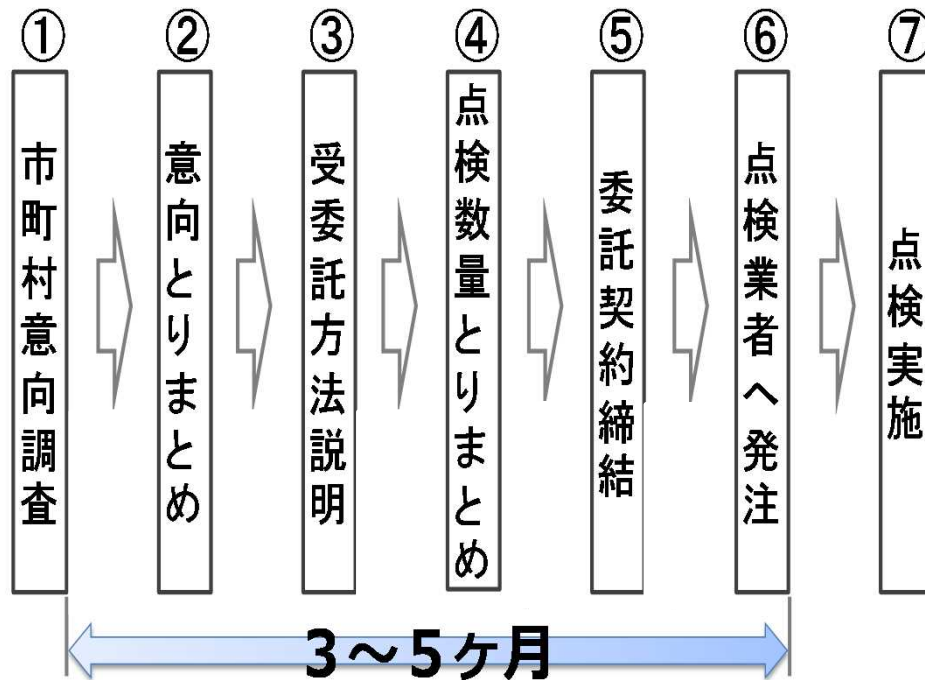 ①
市町村意向調査
②
意向とりまとめ
③
受委託方法説明
④
点検数量とりまとめ
⑤
委託契約締結
⑥
点検業者へ発注
⑦
点検実施
3～5ヶ月